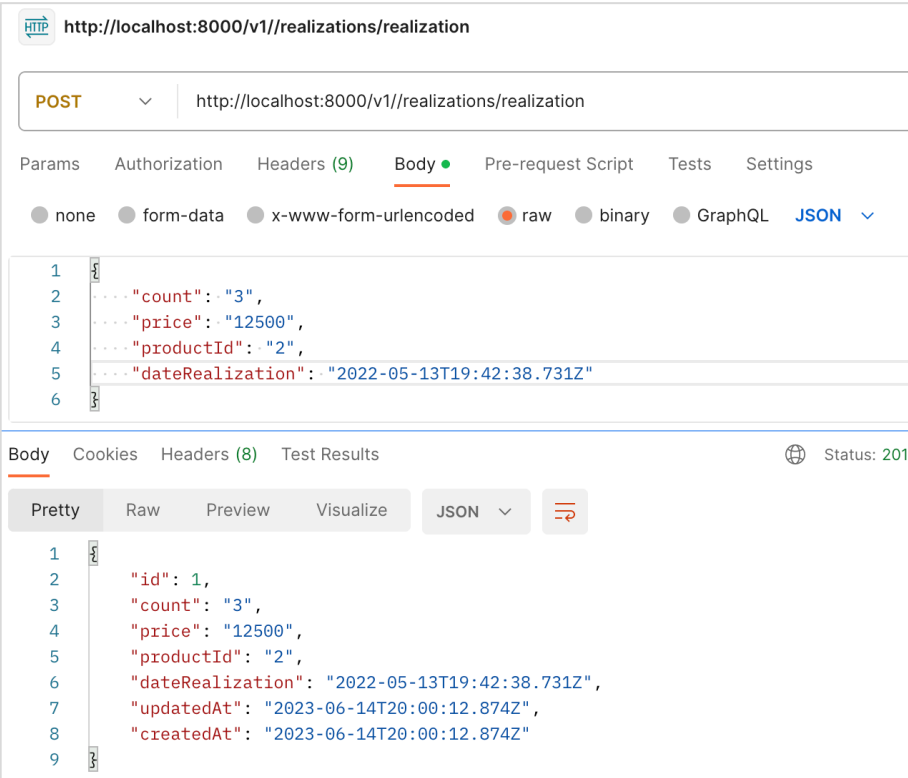 HTTP http://localhost:8000/v1//realizations/realization
POST http://localhost:8000/v1//realizations/realization
Params Authorization Headers (9) Body Pre-request Script Tests Settings
none form-data x-www-form-urlencoded raw binary GraphQL JSON
1 {
2 ····"count":·"3",
3 ····"price":·"12500",
4 ····"productId":·"2",
5 ····"dateRealization":·"2022-05-13T19:42:38.731Z"
6 }
Body Cookies Headers (8) Test Results Status: 201
Pretty Raw Preview Visualize JSON
1 {
2 "id": 1,
3 "count": "3",
4 "price": "12500",
5 "productId": "2",
6 "dateRealization": "2022-05-13T19:42:38.731Z",
7 "updatedAt": "2023-06-14T20:00:12.874Z",
8 "createdAt": "2023-06-14T20:00:12.874Z"
9 }